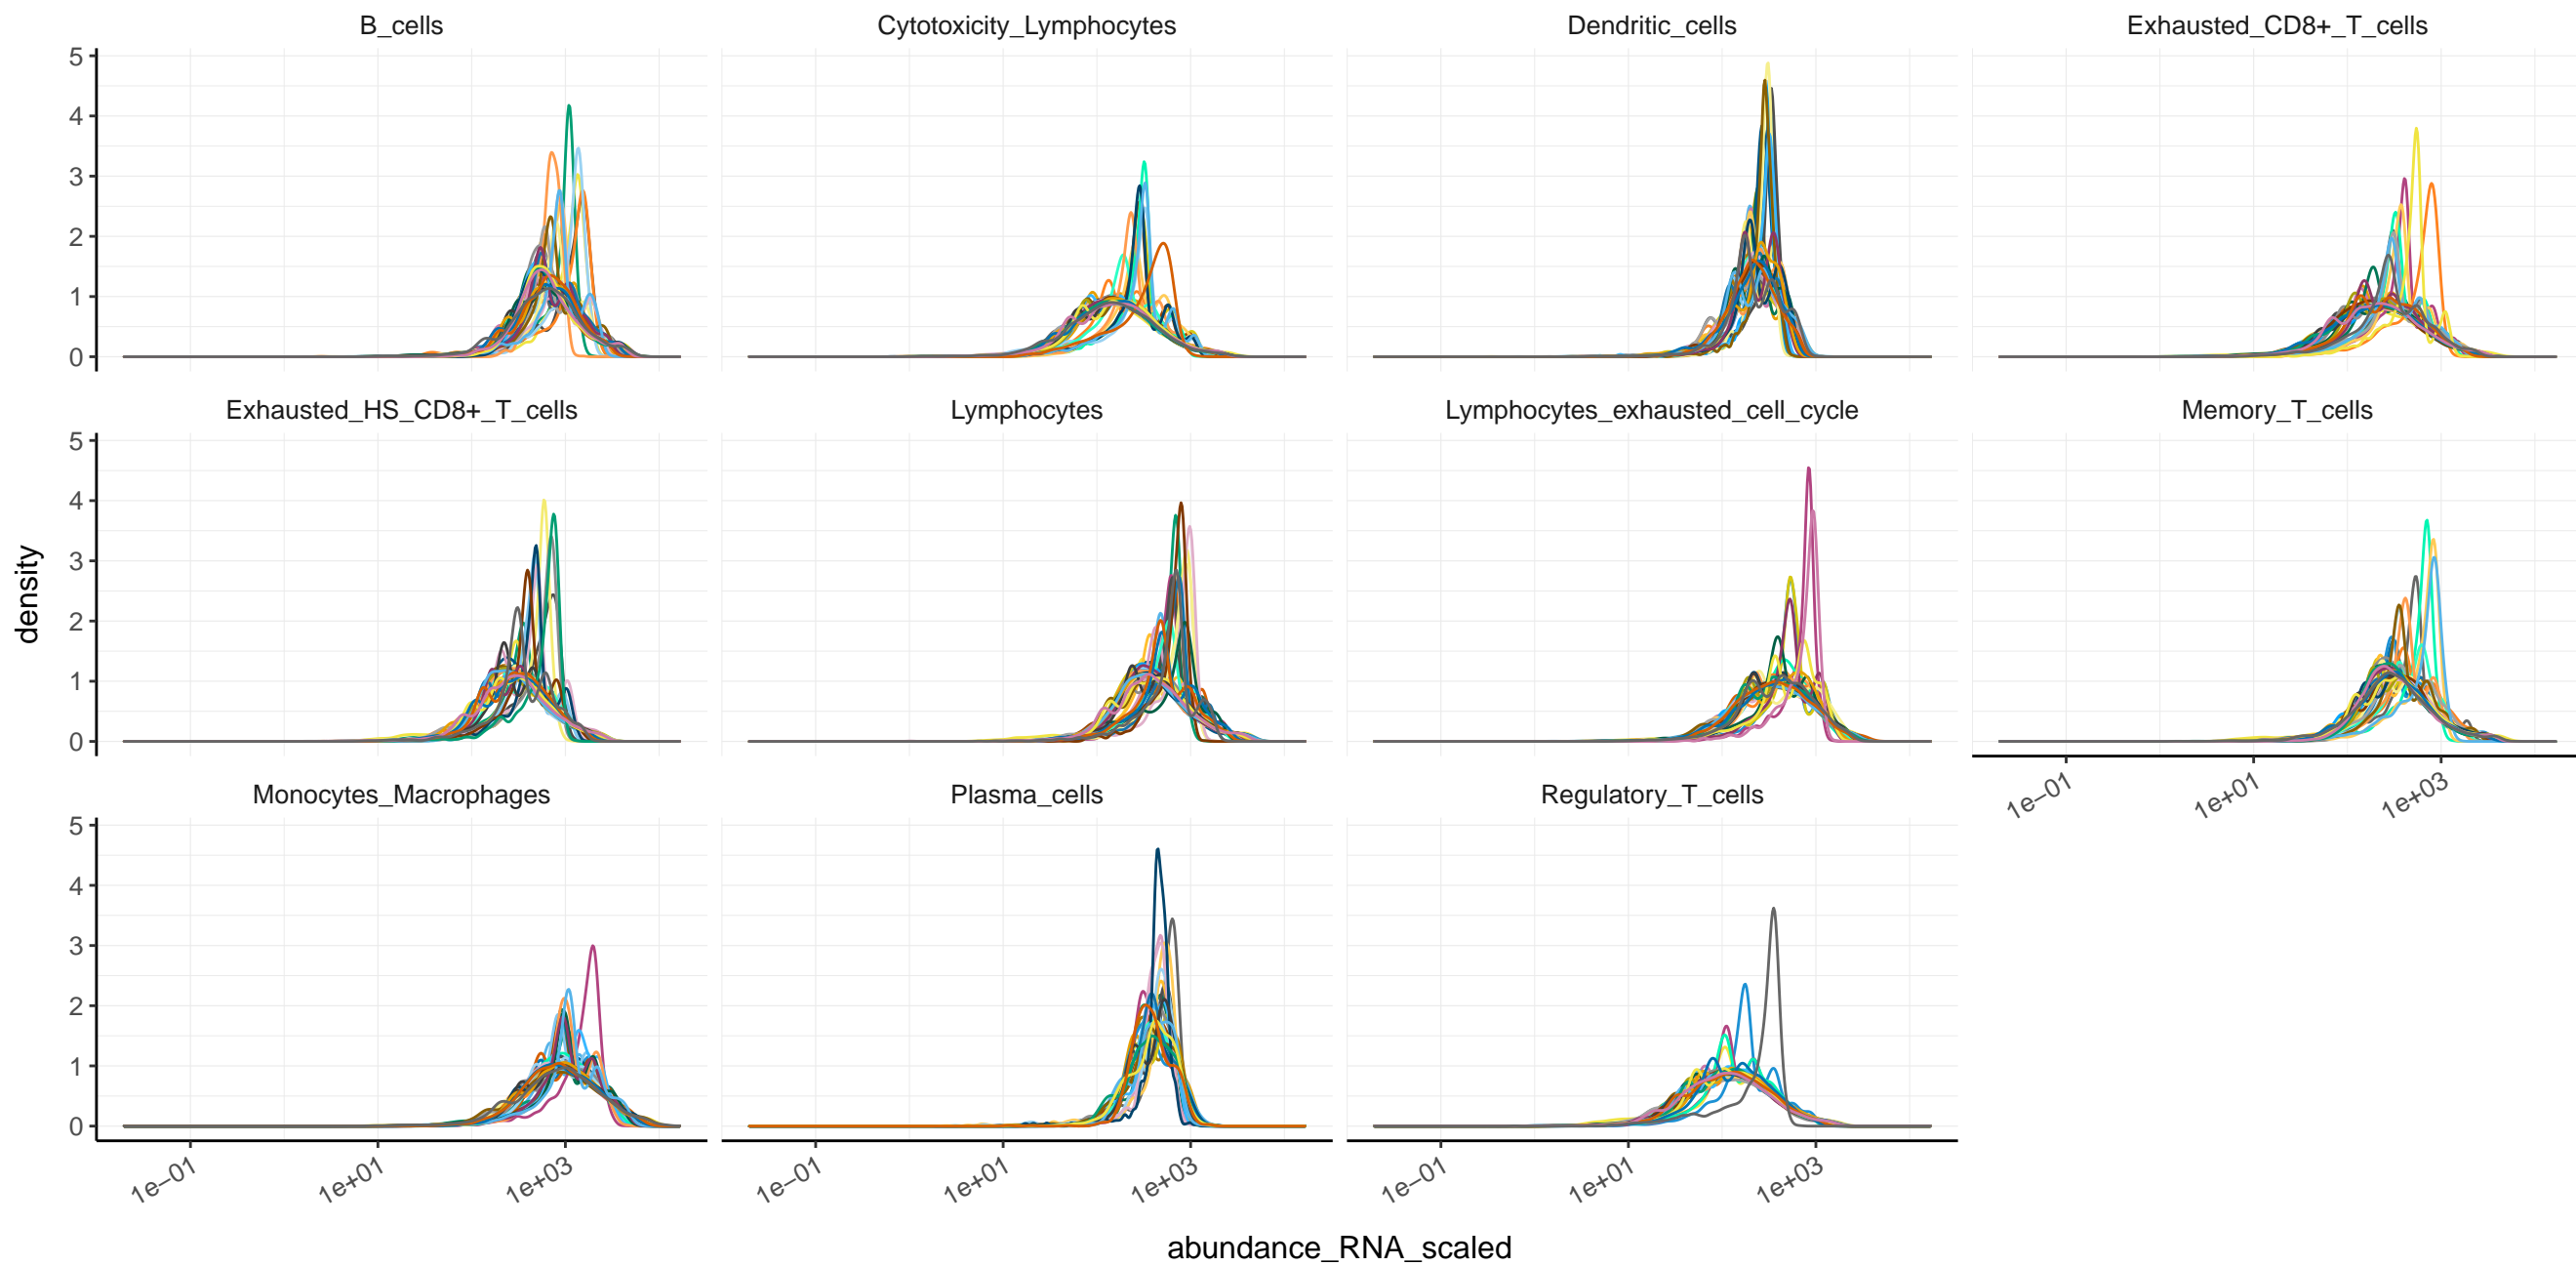 B_cells
Cytotoxicity_Lymphocytes
Dendritic_cells
Exhausted_CD8+_T_cells
5
4
3
2
1
0
Exhausted_HS_CD8+_T_cells
Lymphocytes
Lymphocytes_exhausted_cell_cycle
Memory_T_cells
5
4
3
2
1
0
1e−01
1e+01
1e+03
density
Monocytes_Macrophages
Plasma_cells
Regulatory_T_cells
5
4
3
2
1
0
1e−01
1e+01
1e+03
1e−01
1e+01
1e+03
1e−01
1e+01
1e+03
abundance_RNA_scaled